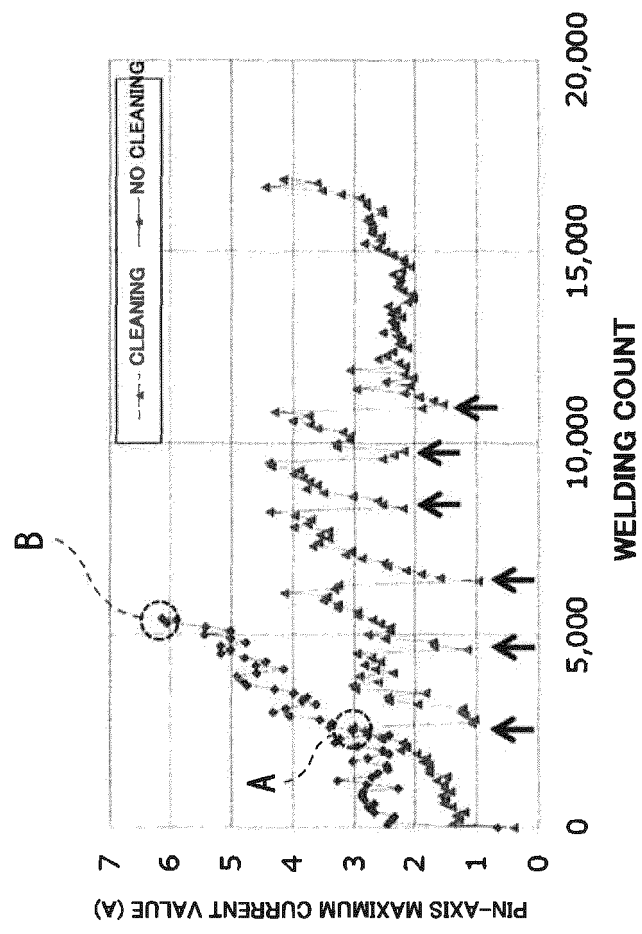 B
A
CLEANING NO CLEANING
7
6
5
4
3
2
1
0
PIN-AXIS MAXIMUM CURRENT VALUE (A)
0 5,000 10,000 15,000 20,000
WELDING COUNT